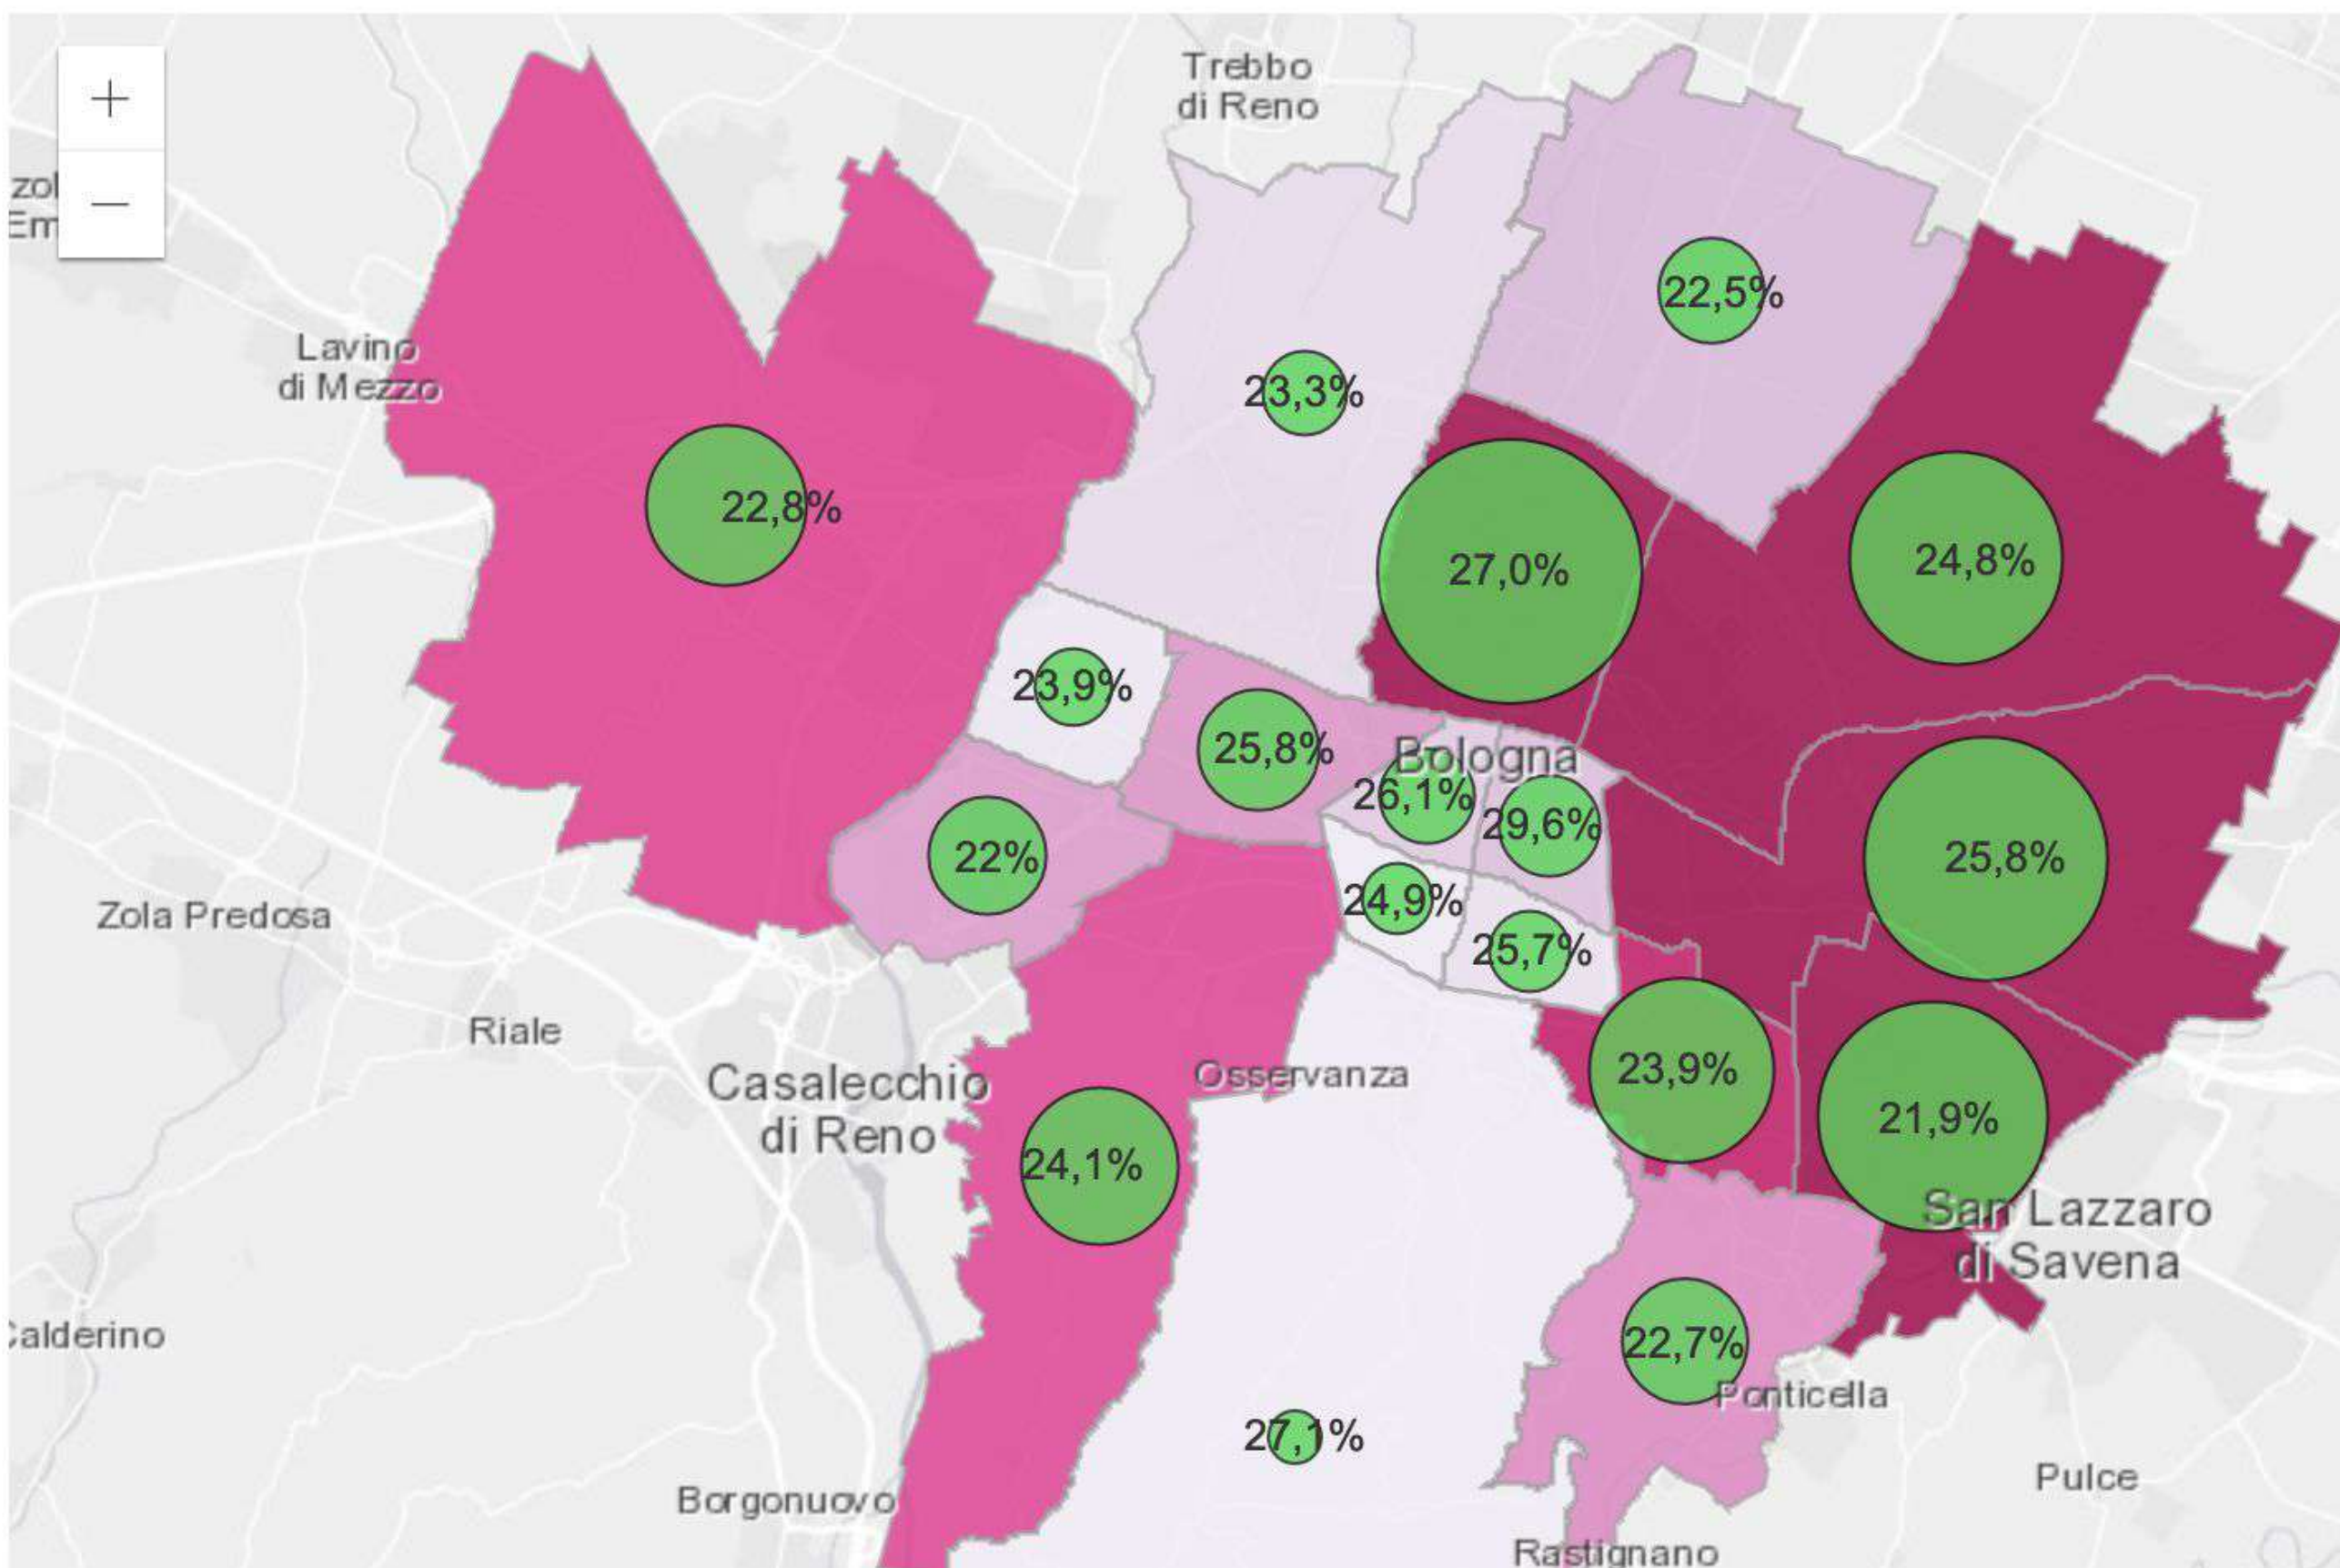 +
−
Trebbo
di Reno
zol
Em
22,5%
Lavino
di Mezzo
23,3%
22,8%
27,0%
24,8%
23,9%
25,8%
Bologna
26,1%
29,6%
22%
25,8%
24,9%
25,7%
Zola Predosa
Riale
Casalecchio
di Reno
Osservanza
23,9%
21,9%
24,1%
San Lazzaro
di Savena
Calderino
22,7%
Ponticella
27,1%
Borgonuovo
Pulce
Rastignano